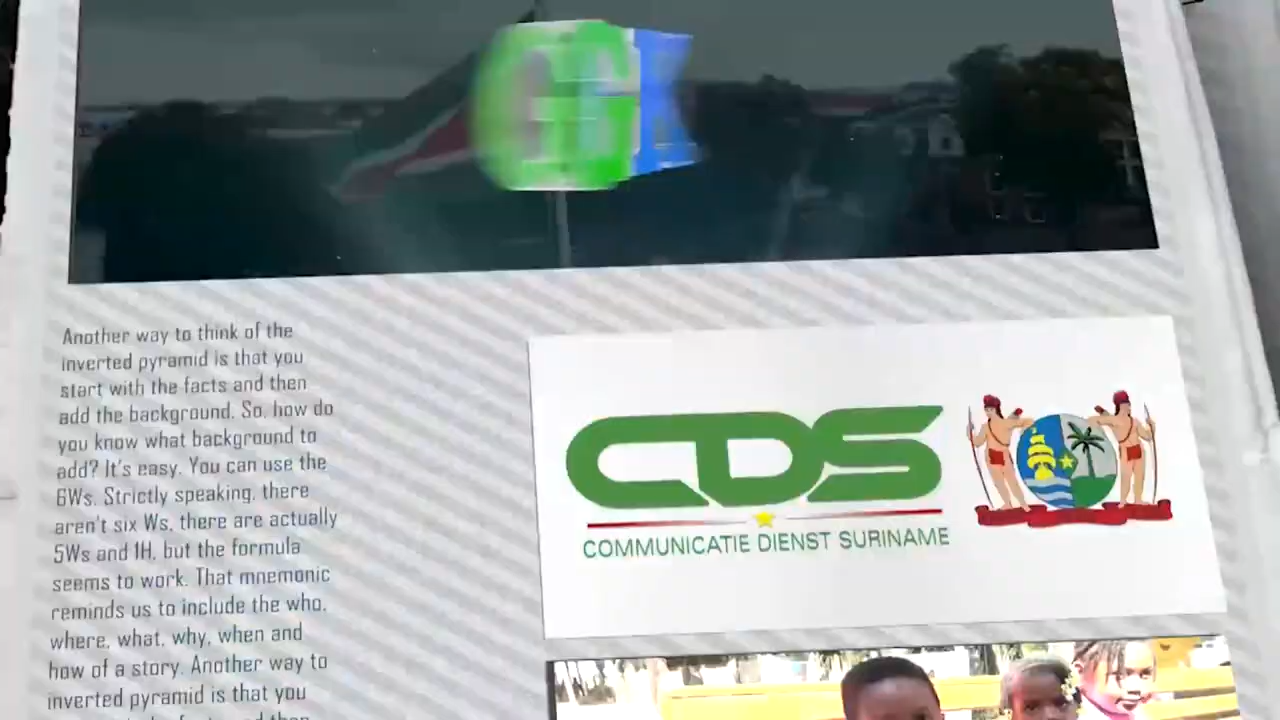 GGK
Another way to think of the
inverted pyramid is that you
start with the facts and then
add the background. So, how do
you know what background to
add? It's easy. You can use the
6Ws. Strictly speaking, there
aren't six Ws, there are actually
5Ws and 1H, but the formula
seems to work. That mnemonic
reminds us to include the who,
where, what, why, when and
how of a story. Another way to
inverted pyramid is that you
CDS
COMMUNICATIE DIENST SURINAME